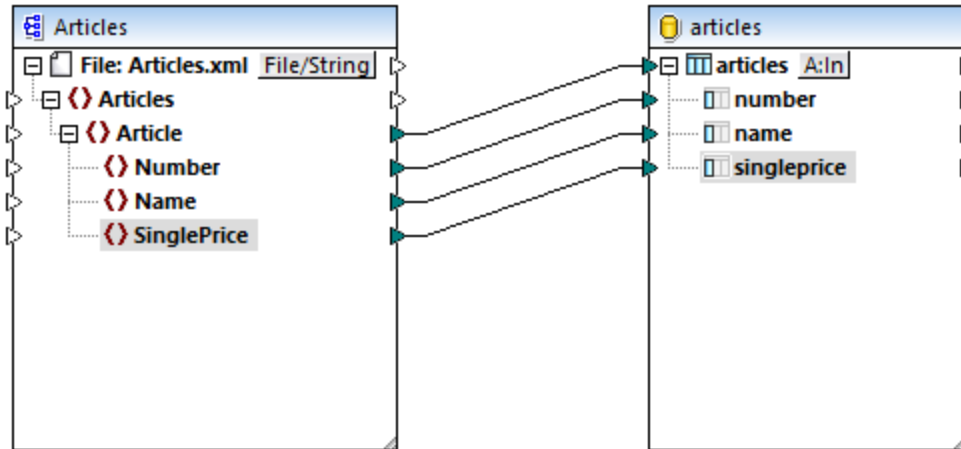 Articles
File: Articles.xml File/String
Articles
Article
Number
Name
SinglePrice
articles
articles A:In
number
name
singleprice